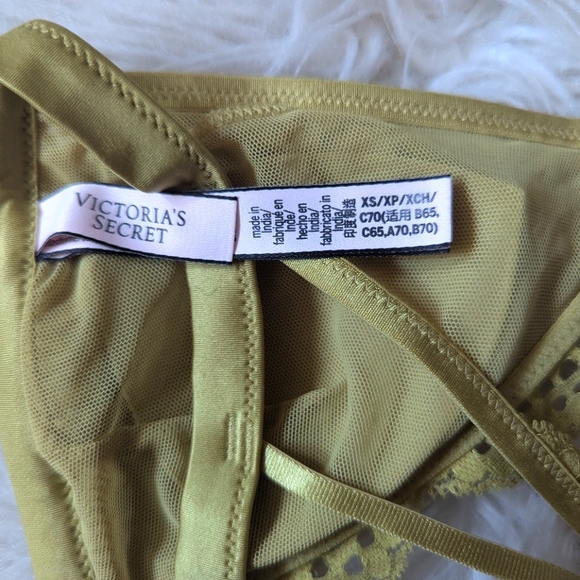 VICTORIA'S
SECRET
made in
India/
fabriqué en
Inde/
hecho en
India/
fabricato in
India/
印度制造
XS/XP/XCH/
C70(适用 B65,
C65,A70,B70)